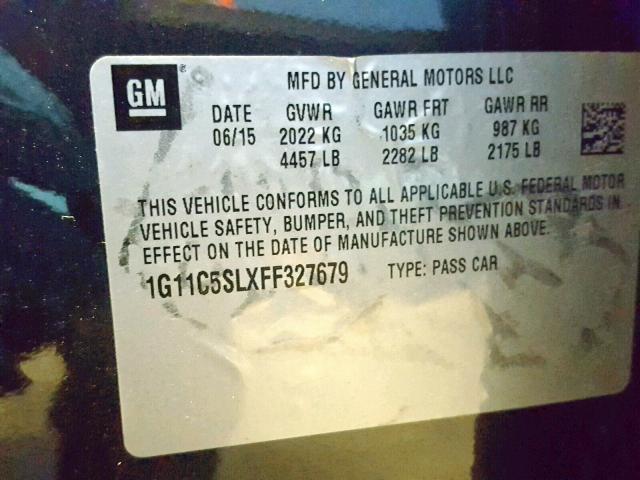 GM ® MFD BY GENERAL MOTORS LLC
DATE GVWR GAWR FRT GAWR RR
06/15 2022 KG 1035 KG 987 KG
4457 LB 2282 LB 2175 LB
THIS VEHICLE CONFORMS TO ALL APPLICABLE U.S. FEDERAL MOTOR
VEHICLE SAFETY, BUMPER, AND THEFT PREVENTION STANDARDS IN
EFFECT ON THE DATE OF MANUFACTURE SHOWN ABOVE.
1G11C5SLXFF327679 TYPE: PASS CAR